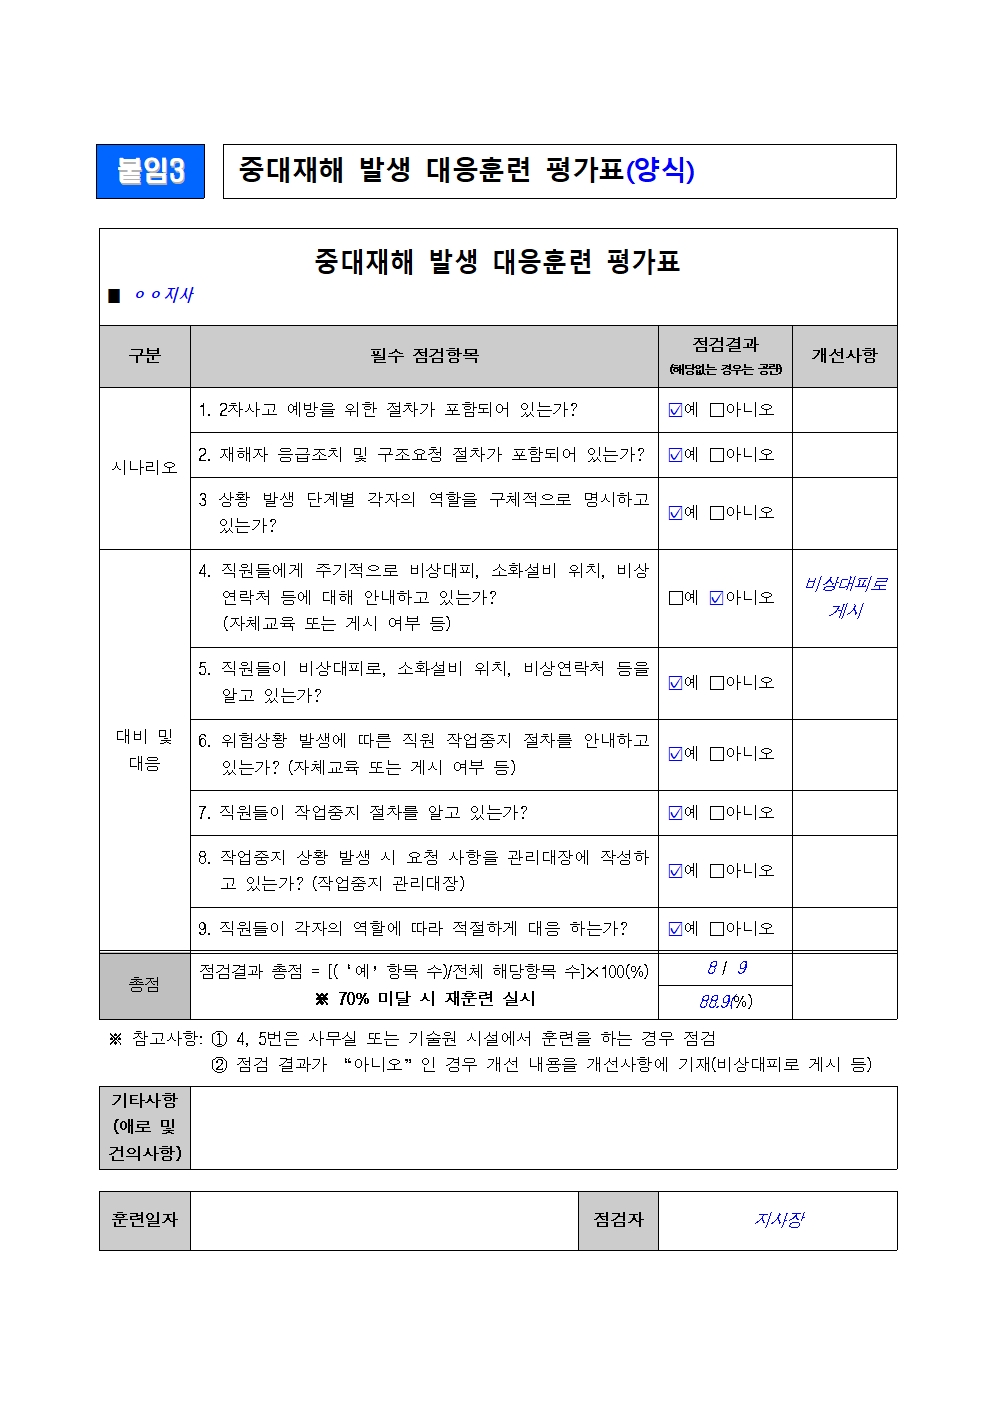 붙임3
중대재해 발생 대응훈련 평가표(양식)
중대재해 발생 대응훈련 평가표
■ ㅇㅇ지사
구분 필수 점검항목 점검결과 개선사항
(해당없는 경우는 공란)
시나리오
1. 2차사고 예방을 위한 절차가 포함되어 있는가? ☑예 □아니오
2. 재해자 응급조치 및 구조요청 절차가 포함되어 있는가? ☑예 □아니오
3 상황 발생 단계별 각자의 역할을 구체적으로 명시하고
있는가? ☑예 □아니오
대비 및
대응
4. 직원들에게 주기적으로 비상대피, 소화설비 위치, 비상
연락처 등에 대해 안내하고 있는가? □예 ☑아니오
(자체교육 또는 게시 여부 등)
비상대피로
게시
5. 직원들이 비상대피로, 소화설비 위치, 비상연락처 등을
알고 있는가? ☑예 □아니오
6. 위험상황 발생에 따른 직원 작업중지 절차를 안내하고
있는가? (자체교육 또는 게시 여부 등) ☑예 □아니오
7. 직원들이 작업중지 절차를 알고 있는가? ☑예 □아니오
8. 작업중지 상황 발생 시 요청 사항을 관리대장에 작성하
고 있는가? (작업중지 관리대장) ☑예 □아니오
9. 직원들이 각자의 역할에 따라 적절하게 대응 하는가? ☑예 □아니오
총점
점검결과 총점 = [(‘예’항목 수)/전체 해당항목 수]×100(%) 8 / 9
※ 70% 미달 시 재훈련 실시 88.9(%)
※ 참고사항: ① 4, 5번은 사무실 또는 기술원 시설에서 훈련을 하는 경우 점검
② 점검 결과가 “아니오”인 경우 개선 내용을 개선사항에 기재(비상대피로 게시 등)
기타사항
(애로 및
건의사항)
훈련일자 점검자 지사장